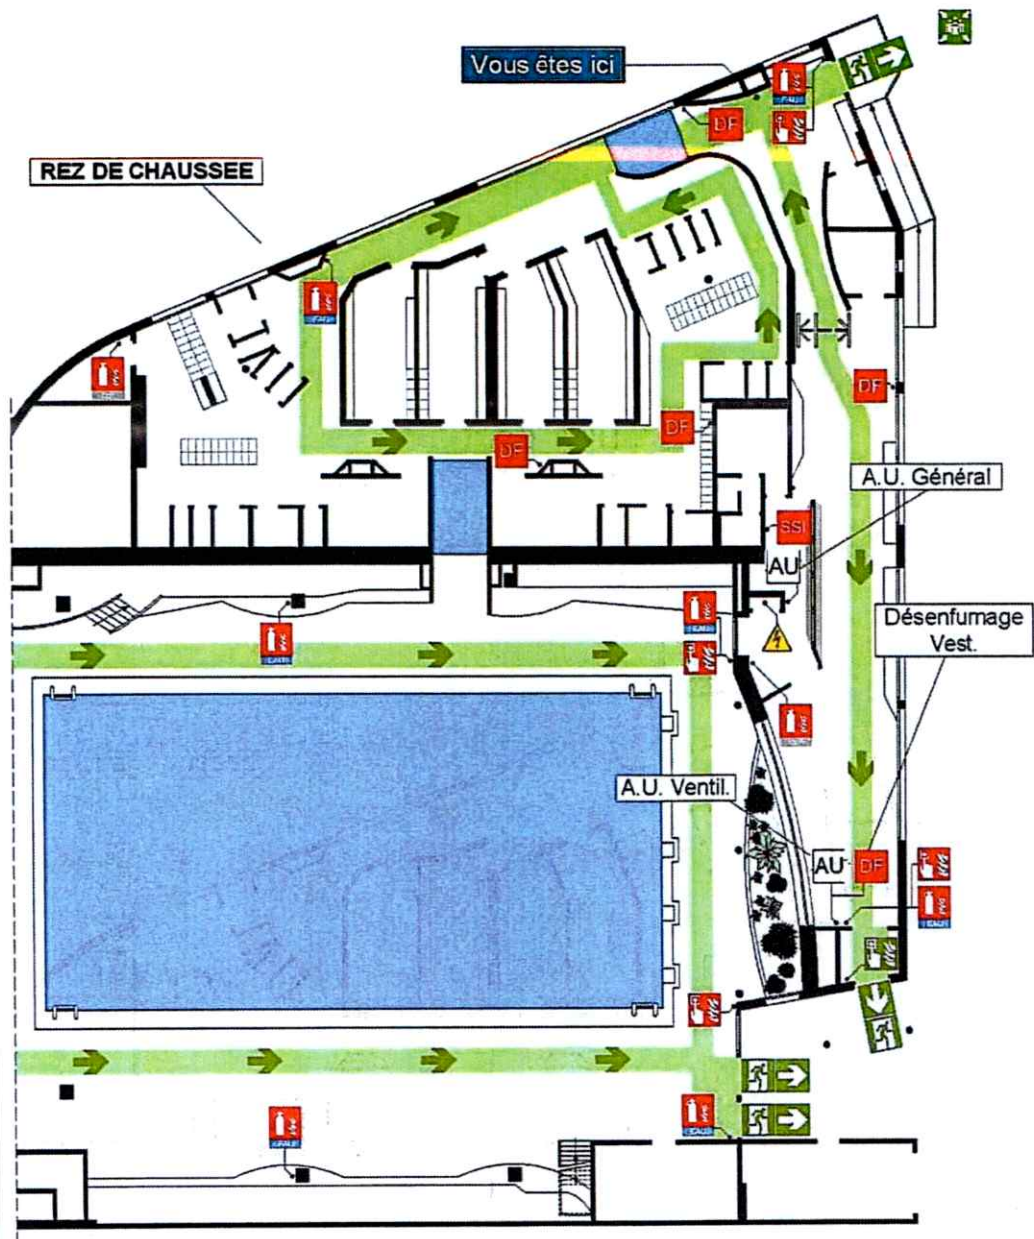 Vous êtes ici
DF
REZ DE CHAUSSEE
DF
DF
DF
A.U. Général
SSI
AU
Désenfumage
Vest.
A.U. Ventil.
AU
DF